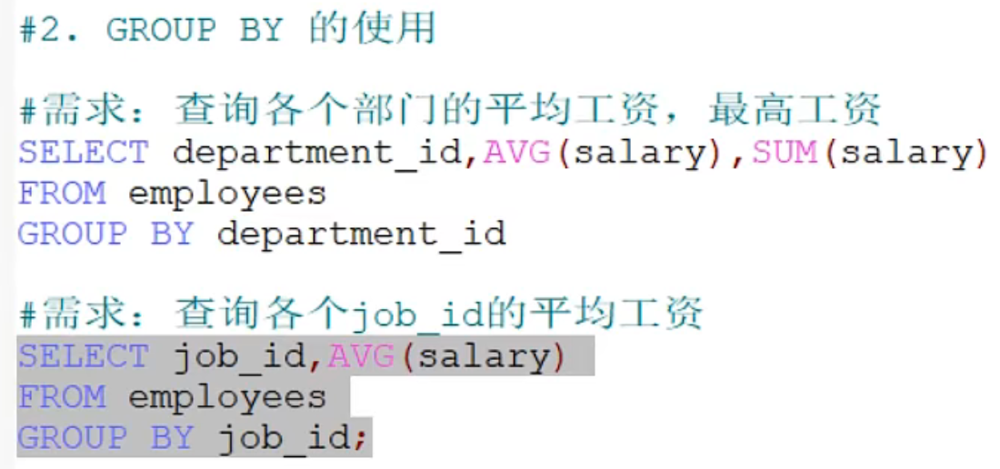 #2. GROUP BY 的使用
#需求：查询各个部门的平均工资，最高工资
SELECT department_id,AVG(salary),SUM(salary)
FROM employees
GROUP BY department_id
#需求：查询各个job_id的平均工资
SELECT job_id,AVG(salary)
FROM employees
GROUP BY job_id;